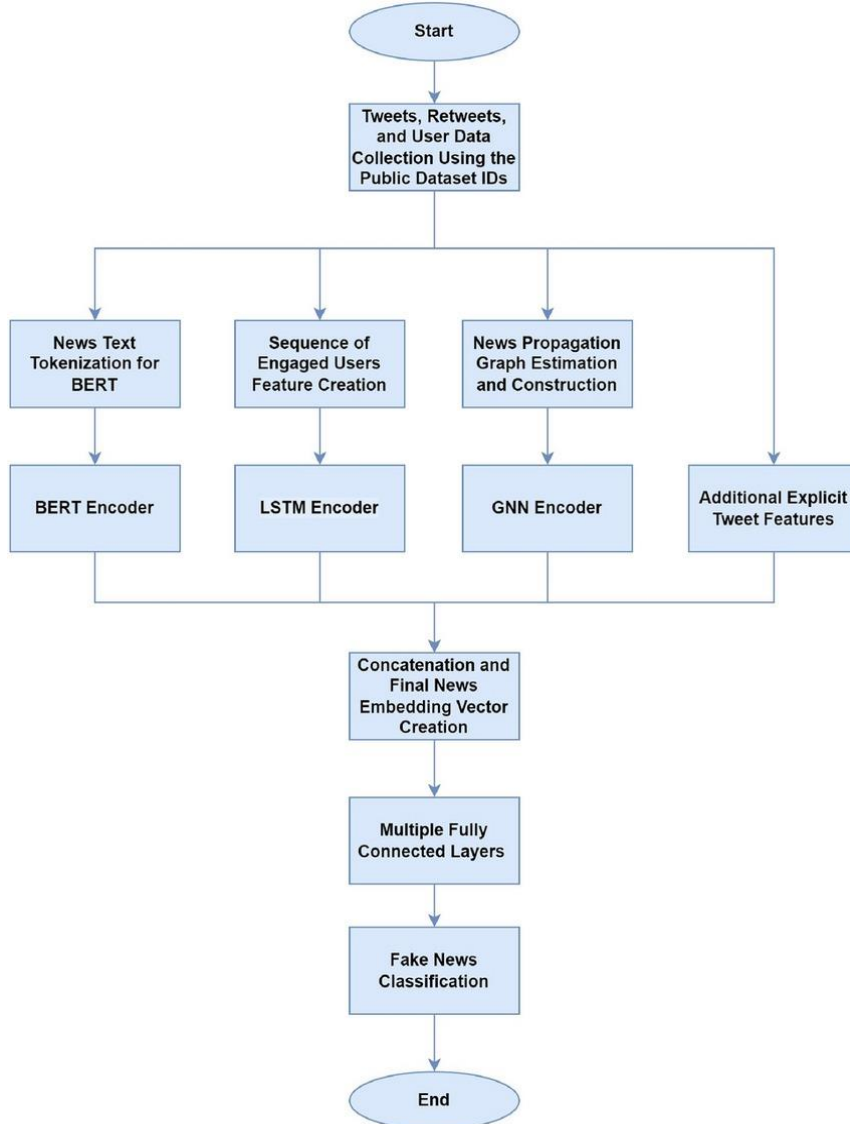 Start
Tweets, Retweets,
and User Data
Collection Using the
Public Dataset IDs
News Text
Tokenization for
BERT
Sequence of
Engaged Users
Feature Creation
News Propagation
Graph Estimation
and Construction
BERT Encoder
LSTM Encoder
GNN Encoder
Additional Explicit
Tweet Features
Concatenation and
Final News
Embedding Vector
Creation
Multiple Fully
Connected Layers
Fake News
Classification
End